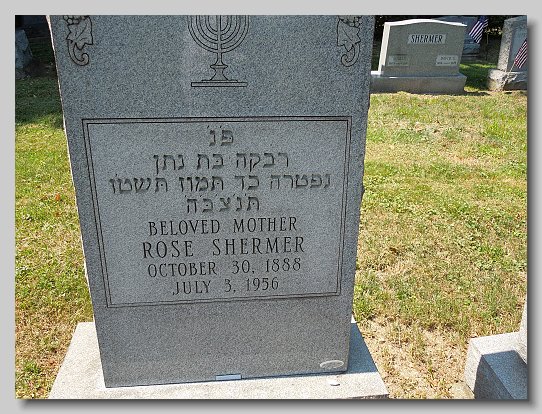 פנ
רבקה בת נתן
נפטרה כד תמוז תשטז
תנצבה
BELOVED MOTHER
ROSE SHERMER
OCTOBER 30, 1888
JULY 3, 1956
SHERMER